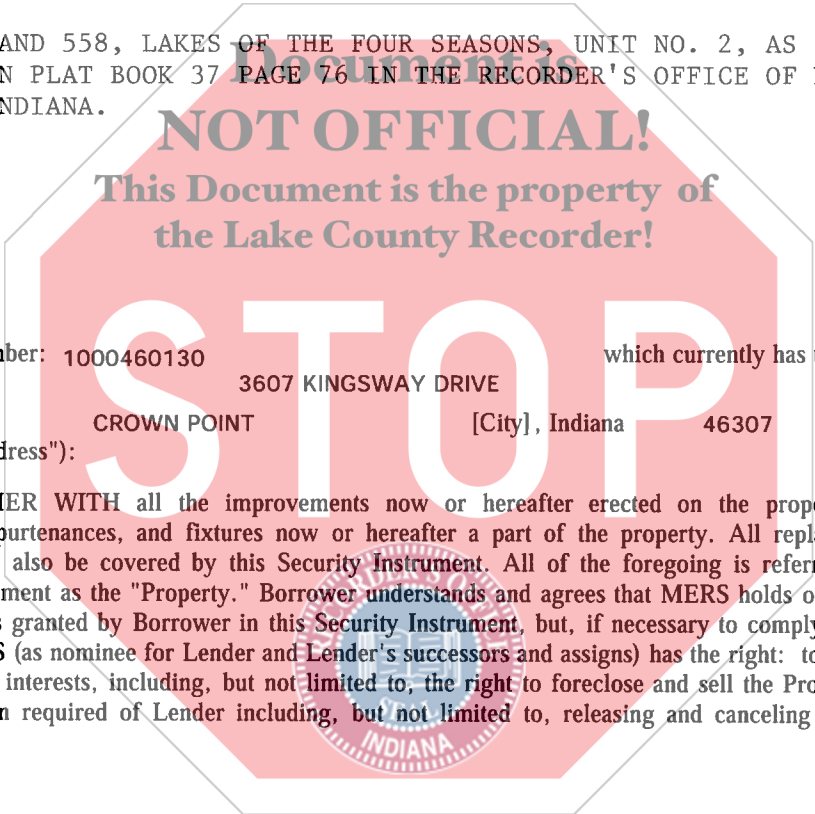 AND 558, LAKES OF THE FOUR SEASONS, UNIT NO. 2, AS
N PLAT BOOK 37 PAGE 76 IN THE RECORDER'S OFFICE OF
NDIANA.
Document is
NOT OFFICIAL!
This Document is the property of
the Lake County Recorder!
STOP
ber: 1000460130 which currently has
3607 KINGSWAY DRIVE
CROWN POINT [City], Indiana 46307
dress"):
ER WITH all the improvements now or hereafter erected on the prop
purtenances, and fixtures now or hereafter a part of the property. All repl
also be covered by this Security Instrument. All of the foregoing is refer
ment as the "Property." Borrower understands and agrees that MERS holds o
s granted by Borrower in this Security Instrument, but, if necessary to comply
S (as nominee for Lender and Lender's successors and assigns) has the right: to
interests, including, but not limited to, the right to foreclose and sell the Pro
n required of Lender including, but not limited to, releasing and canceling
RECORDER'S OFFICE
SEAL
INDIANA